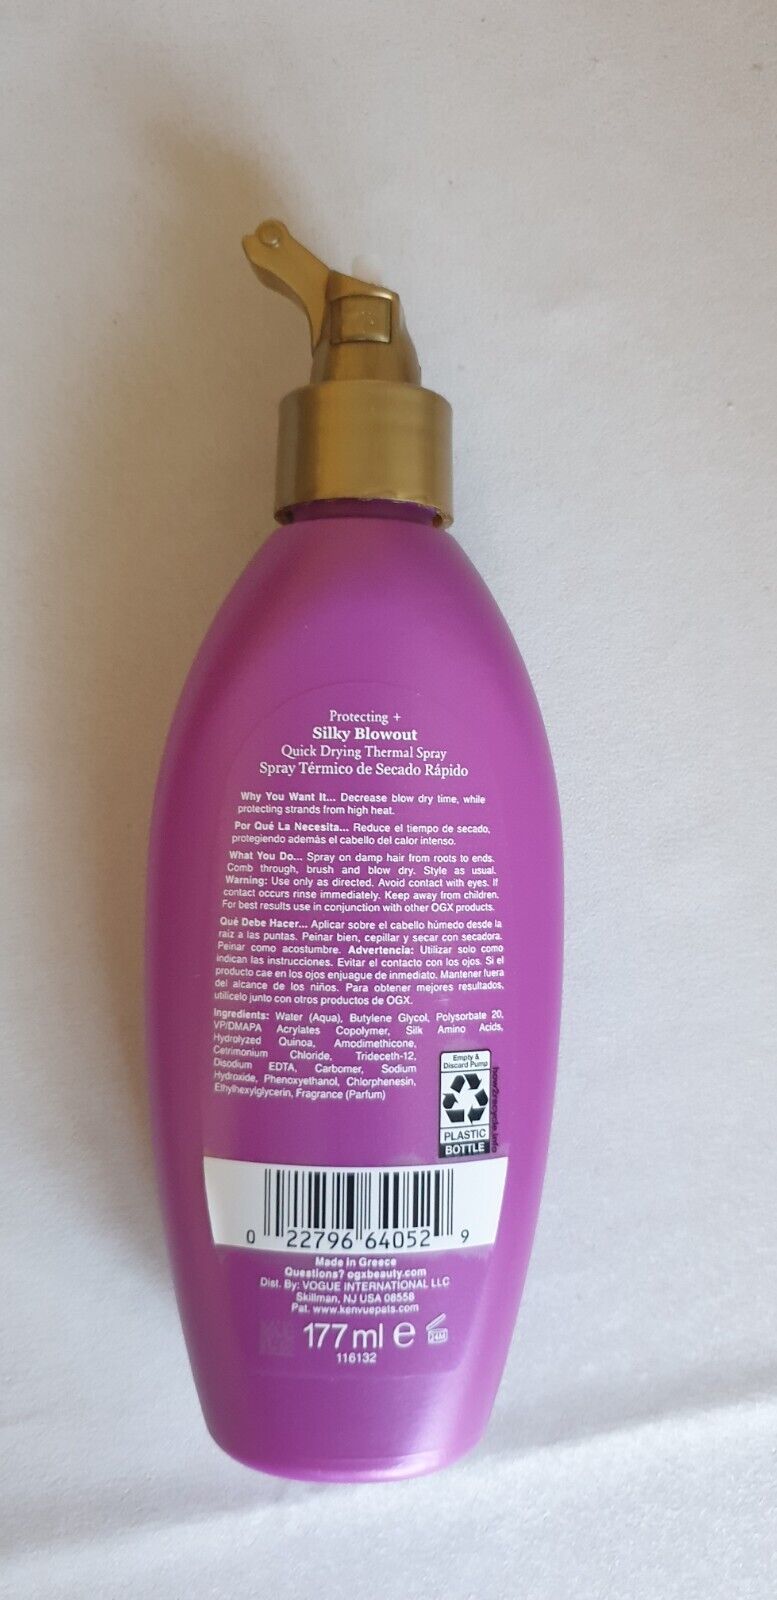 Protecting +
Silky Blowout
Quick Drying Thermal Spray
Spray Térmico de Secado Rápido
Why You Want It... Decrease blow dry time, while
protecting strands from high heat.
Por Qué La Necesita... Reduce el tiempo de secado,
protegiendo además el cabello del calor intenso.
What You Do... Spray on damp hair from roots to ends.
Comb through, brush and blow dry. Style as usual.
Warning: Use only as directed. Avoid contact with eyes. If
contact occurs rinse immediately. Keep away from children.
For best results use in conjunction with other OGX products.
Qué Debe Hacer... Aplicar sobre el cabello húmedo desde la
raíz a las puntas. Peinar bien, cepillar y secar con secadora.
Peinar como acostumbre. Advertencia: Utilizar solo como
indican las instrucciones. Evitar el contacto con los ojos. Si el
producto cae en los ojos enjuague de inmediato. Mantener fuera
del alcance de los niños. Para obtener mejores resultados,
utilícelo junto con otros productos de OGX.
Ingredients: Water (Aqua), Butylene Glycol, Polysorbate 20,
VP/DMAPA Acrylates Copolymer, Silk Amino Acids,
Hydrolyzed Quinoa, Amodimethicone,
Cetrimonium Chloride, Trideceth-12,
Disodium EDTA, Carbomer, Sodium
Hydroxide, Phenoxyethanol, Chlorphenesin,
Ethylhexylglycerin, Fragrance (Parfum)
Empty &
Discard Pump
PLASTIC
BOTTLE
how2recycle.info
0 22796 64052 9
Made in Greece
Questions? ogxbeauty.com
Dist. By: VOGUE INTERNATIONAL LLC
Skillman, NJ USA 08558
Pat. www.kenvuepats.com
177 ml e 24M
116132